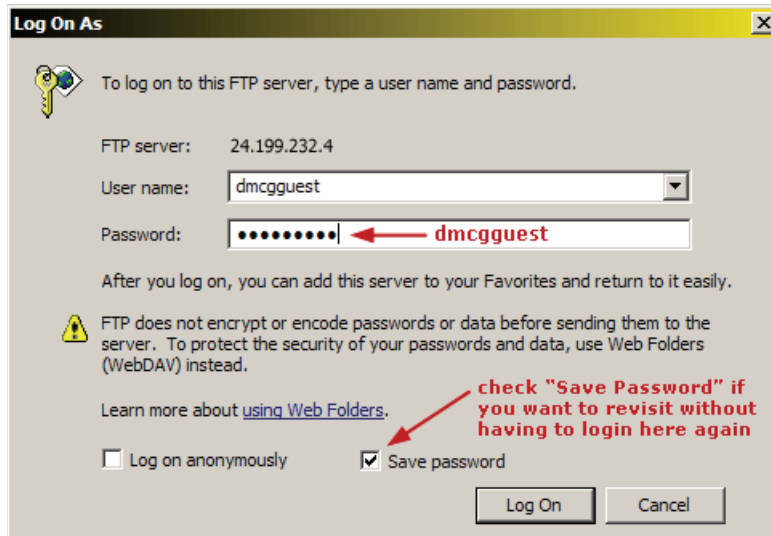 Log On As
To log on to this FTP server, type a user name and password.
FTP server: 24.199.232.4
User name: dmcgguest
Password: ●●●●●●●●● dmcgguest
After you log on, you can add this server to your Favorites and return to it easily.
FTP does not encrypt or encode passwords or data before sending them to the
server. To protect the security of your passwords and data, use Web Folders
(WebDAV) instead.
check "Save Password" if
you want to revisit without
having to login here again
Learn more about using Web Folders.
Log on anonymously Save password
Log On Cancel